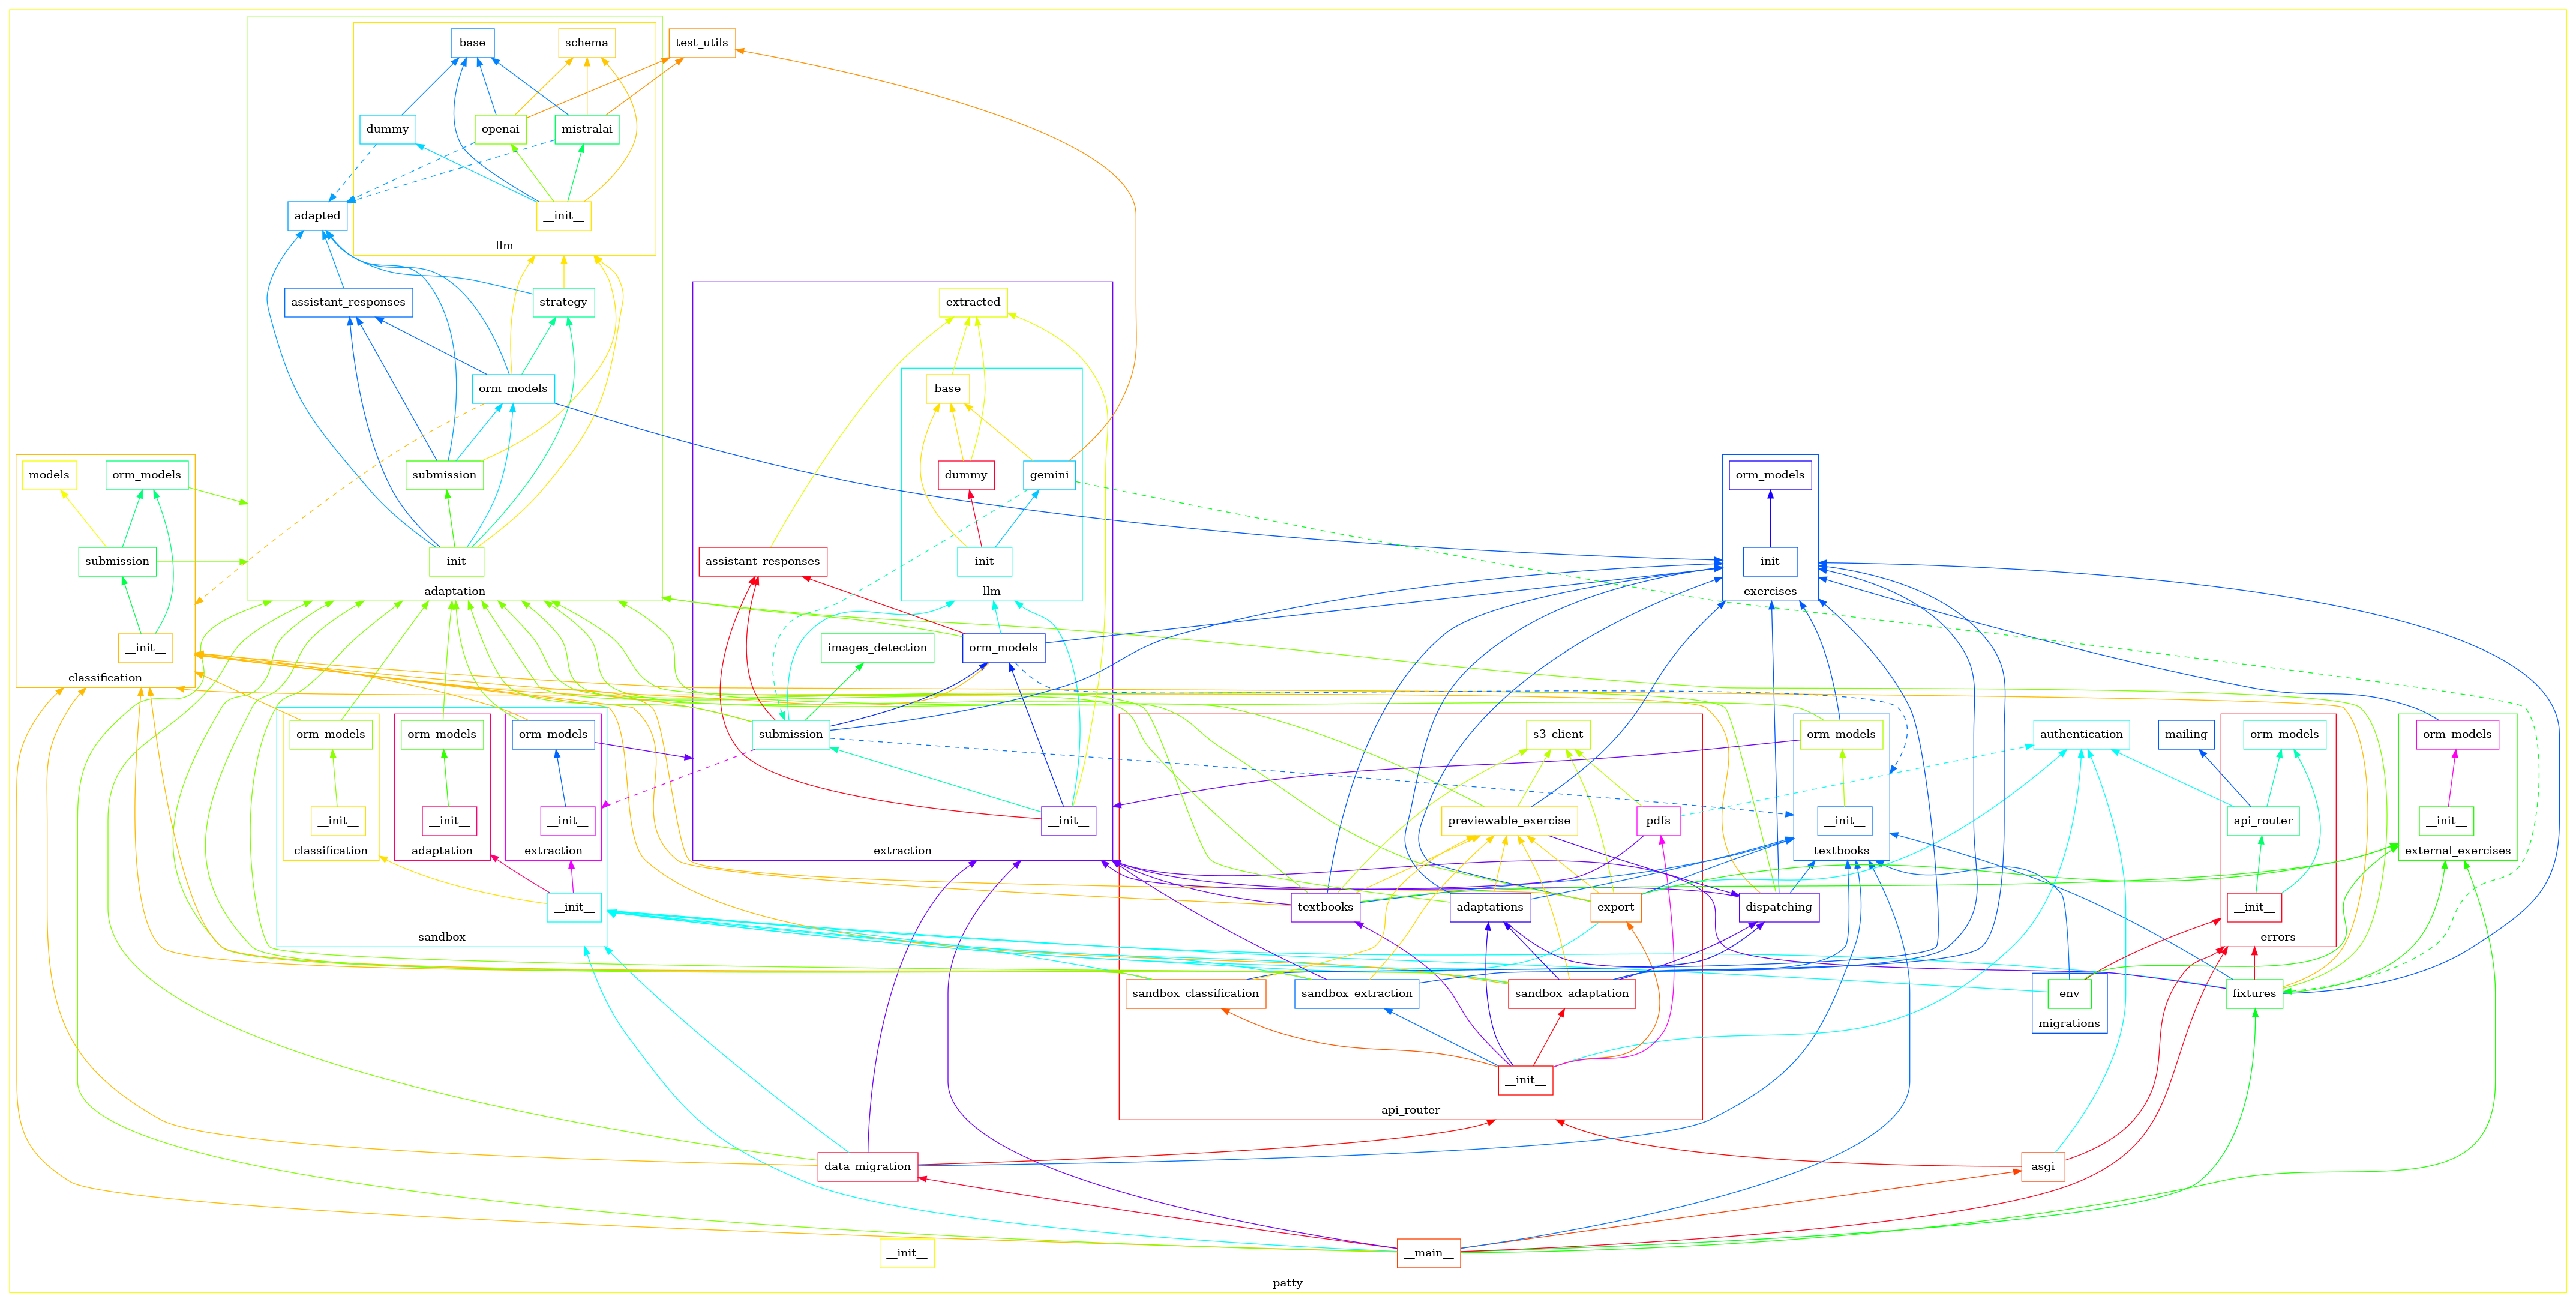 base
schema
test_utils
dummy
openai
mistralai
adapted
__init__
llm
assistant_responses
strategy
extracted
orm_models
base
models
orm_models
submission
dummy
gemini
orm_models
submission
__init__
assistant_responses
__init__
__init__
adaptation
llm
exercises
__init__
images_detection
orm_models
classification
orm_models
orm_models
orm_models
submission
s3_client
orm_models
authentication
mailing
orm_models
orm_models
__init__
__init__
__init__
__init__
previewable_exercise
pdfs
__init__
api_router
__init__
classification
adaptation
extraction
extraction
textbooks
external_exercises
__init__
textbooks
adaptations
export
dispatching
__init__
sandbox
errors
sandbox_classification
sandbox_extraction
sandbox_adaptation
env
fixtures
migrations
__init__
api_router
data_migration
asgi
__init__
__main__
patty